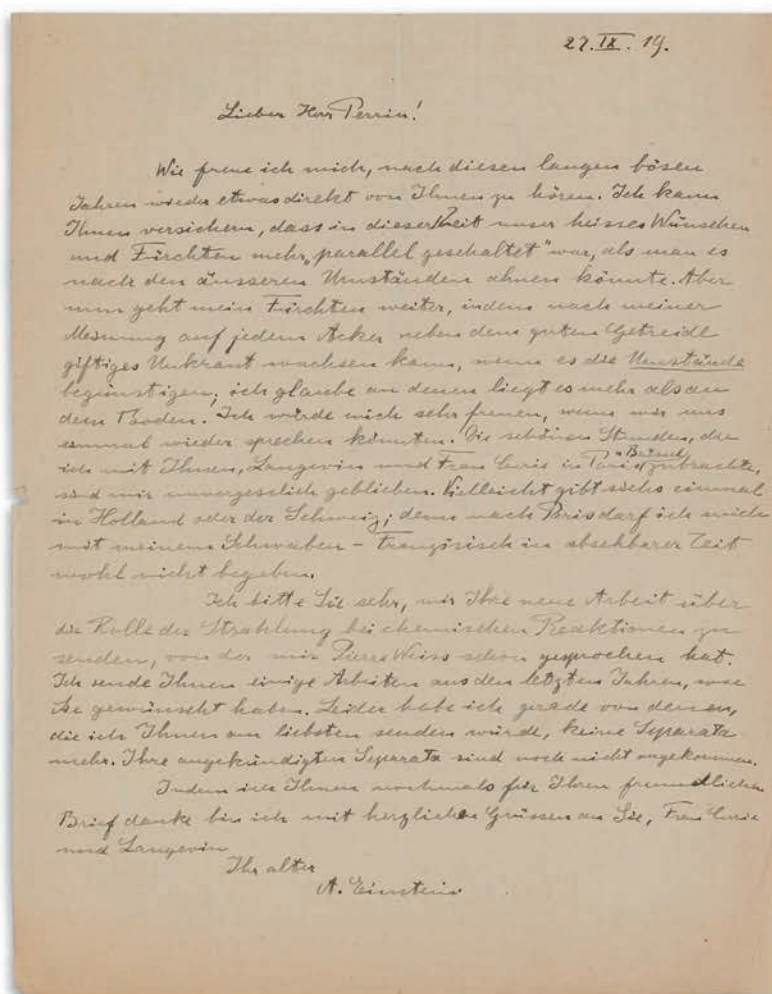 27. IX. 19.
Lieber Herr Perrin!
Wie freue ich mich, nach diesen langen bösen
Jahren wieder etwas direkt von Ihnen zu hören. Ich kann
Ihnen versichern, dass in dieser Zeit unser heisses Wünschen
und Fürchten mehr „parallel geschaltet" war, als man es
nach den äusseren Umständen ahnen könnte. Aber
nun geht mein Fürchten weiter, indem nach meiner
Meinung auf jedem Acker neben dem guten Getreide
giftiges Unkraut wachsen kann, wenn es die Umstände
begünstigen; ich glaube an denen liegt es mehr als an
dem Boden. Ich würde mich sehr freuen, wenn wir uns
einmal wieder sprechen könnten. Die schönen Stunden, die
ich mit Ihnen, Langevin und Frau Curie in Paris zubrachte,
sind mir unvergesslich geblieben. Vielleicht gibt sichs einmal
in Holland oder der Schweiz; denn nach Paris darf ich mich
mit meinem Schwaben-Französisch in absehbarer Zeit
wohl nicht begeben.
Ich bitte Sie sehr, mir Ihre neue Arbeit über
die Rolle der Strahlung bei chemischen Reaktionen zu
senden, von der mir Pierre Weiss schon gesprochen hat.
Ich sende Ihnen einige Arbeiten aus den letzten Jahren, wie
Sie gewünscht haben. Leider habe ich gerade von denen,
die ich Ihnen am liebsten senden würde, keine Separata
mehr. Ihre angekündigten Separata sind noch nicht angekommen.
Indem ich Ihnen nochmals für Ihren freundlichen
Brief danke bin ich mit herzlichen Grüssen an Sie, Frau Curie
und Langevin
Ihr alter
A. Einstein.